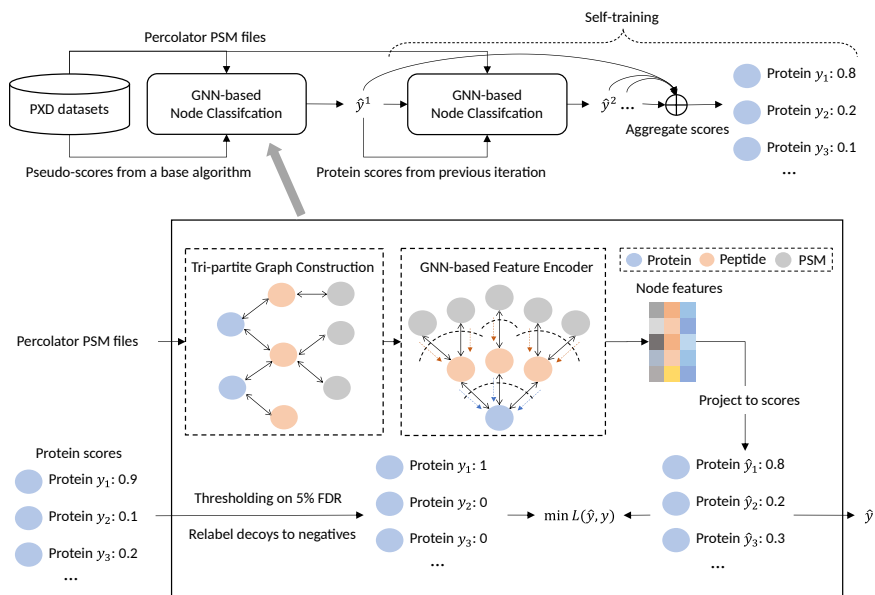 Self-training
Percolator PSM files
PXD datasets
GNN-based
Node Classifcation
ŷ¹
GNN-based
Node Classifcation
ŷ² ...
Aggregate scores
Protein y₁: 0.8
Protein y₂: 0.2
Protein y₃: 0.1
...
Pseudo-scores from a base algorithm
Protein scores from previous iteration
Tri-partite Graph Construction
GNN-based Feature Encoder
Protein
Peptide
PSM
Node features
Percolator PSM files
Project to scores
Protein scores
Protein y₁: 0.9
Protein y₂: 0.1
Protein y₃: 0.2
...
Thresholding on 5% FDR
Relabel decoys to negatives
Protein y₁: 1
Protein y₂: 0
Protein y₃: 0
...
min L(ŷ, y)
Protein ŷ₁: 0.8
Protein ŷ₂: 0.2
Protein ŷ₃: 0.3
...
ŷ